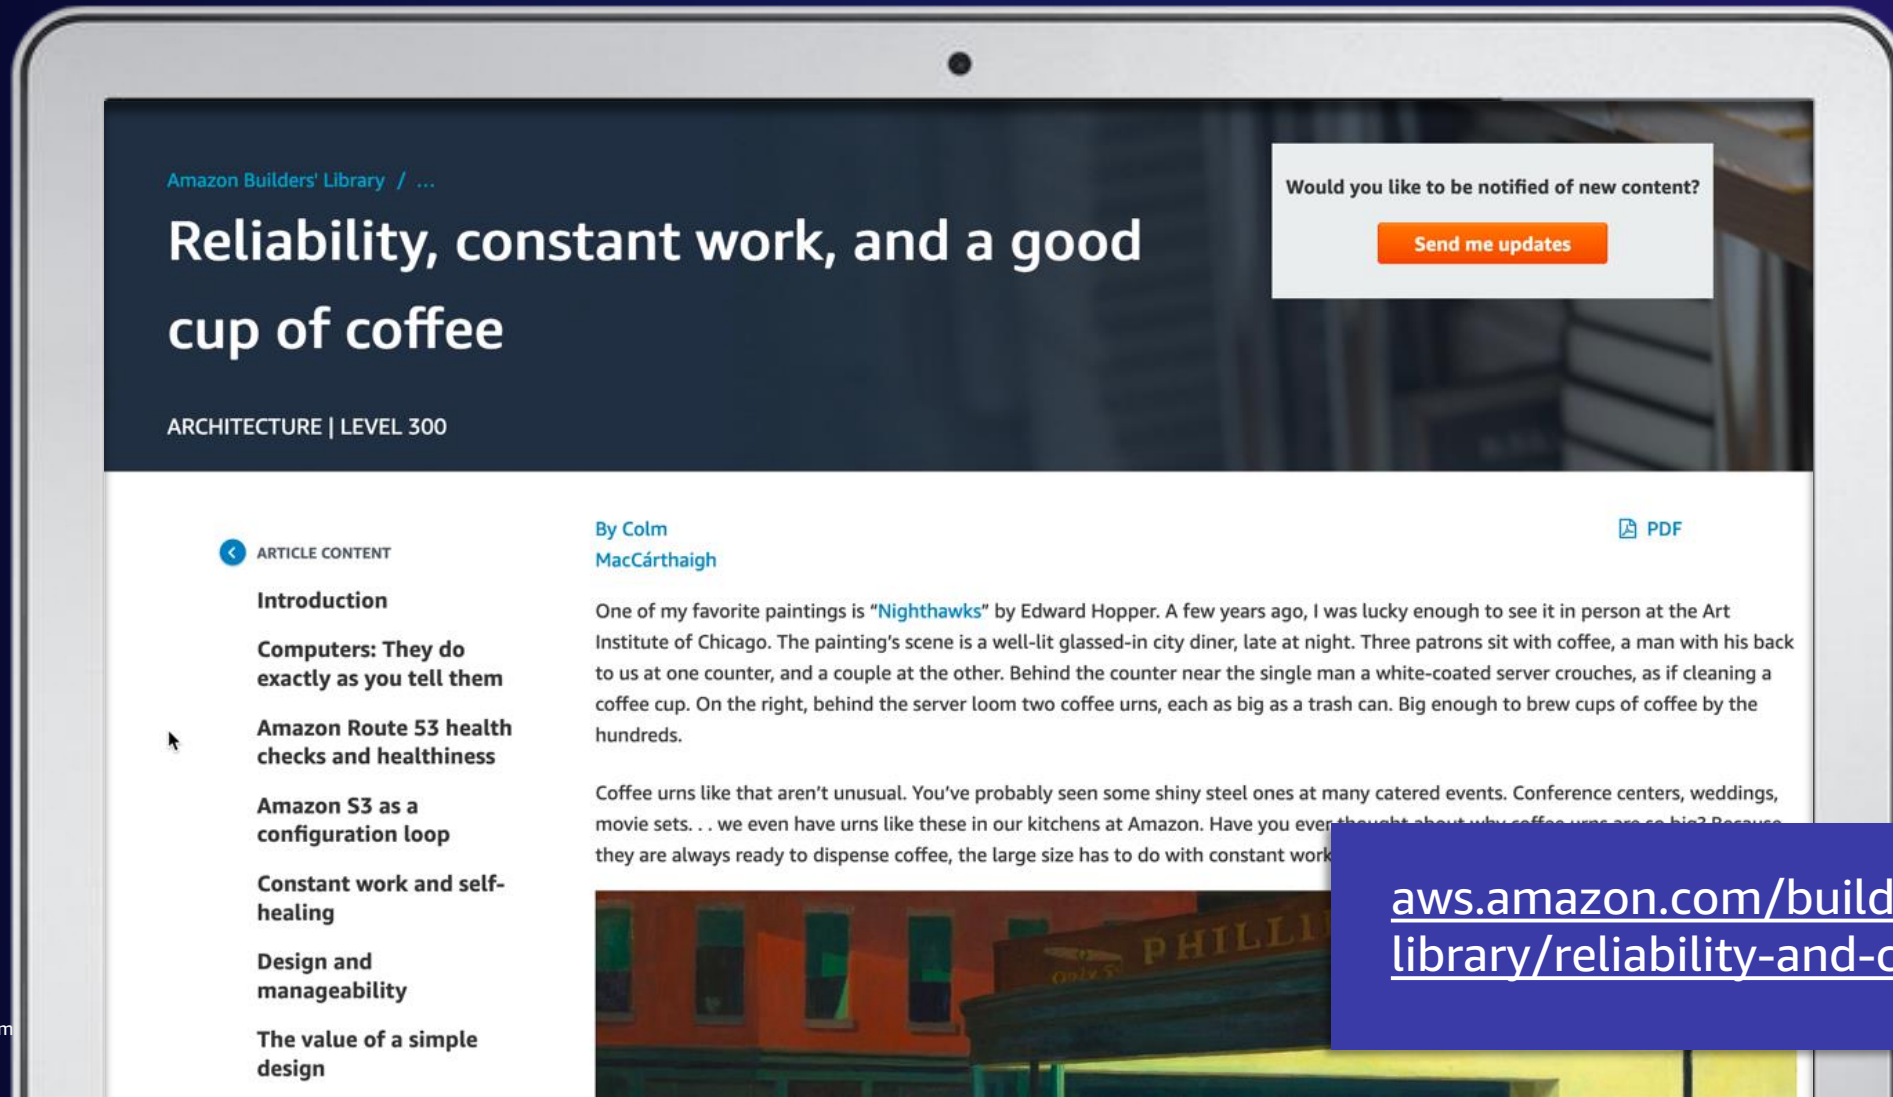 Amazon Builders' Library / ...
Reliability, constant work, and a good
cup of coffee
ARCHITECTURE | LEVEL 300
Would you like to be notified of new content?
Send me updates
ARTICLE CONTENT
Introduction
Computers: They do
exactly as you tell them
Amazon Route 53 health
checks and healthiness
Amazon S3 as a
configuration loop
Constant work and self-
healing
Design and
manageability
The value of a simple
design
By Colm
MacCárthaigh
PDF
One of my favorite paintings is “Nighthawks” by Edward Hopper. A few years ago, I was lucky enough to see it in person at the Art
Institute of Chicago. The painting’s scene is a well-lit glassed-in city diner, late at night. Three patrons sit with coffee, a man with his back
to us at one counter, and a couple at the other. Behind the counter near the single man a white-coated server crouches, as if cleaning a
coffee cup. On the right, behind the server loom two coffee urns, each as big as a trash can. Big enough to brew cups of coffee by the
hundreds.
Coffee urns like that aren’t unusual. You’ve probably seen some shiny steel ones at many catered events. Conference centers, weddings,
movie sets. . . we even have urns like these in our kitchens at Amazon. Have you ever thought about why coffee urns are so big? Because
they are always ready to dispense coffee, the large size has to do with constant work
PHILLI
aws.amazon.com/build
library/reliability-and-c